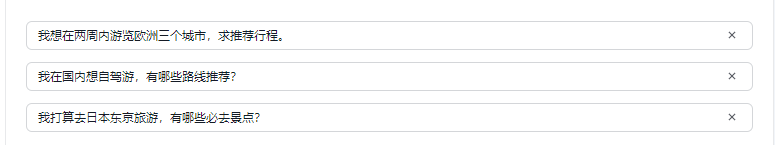 我想在两周内游览欧洲三个城市，求推荐行程。
我在国内想自驾游，有哪些路线推荐？
我打算去日本东京旅游，有哪些必去景点？